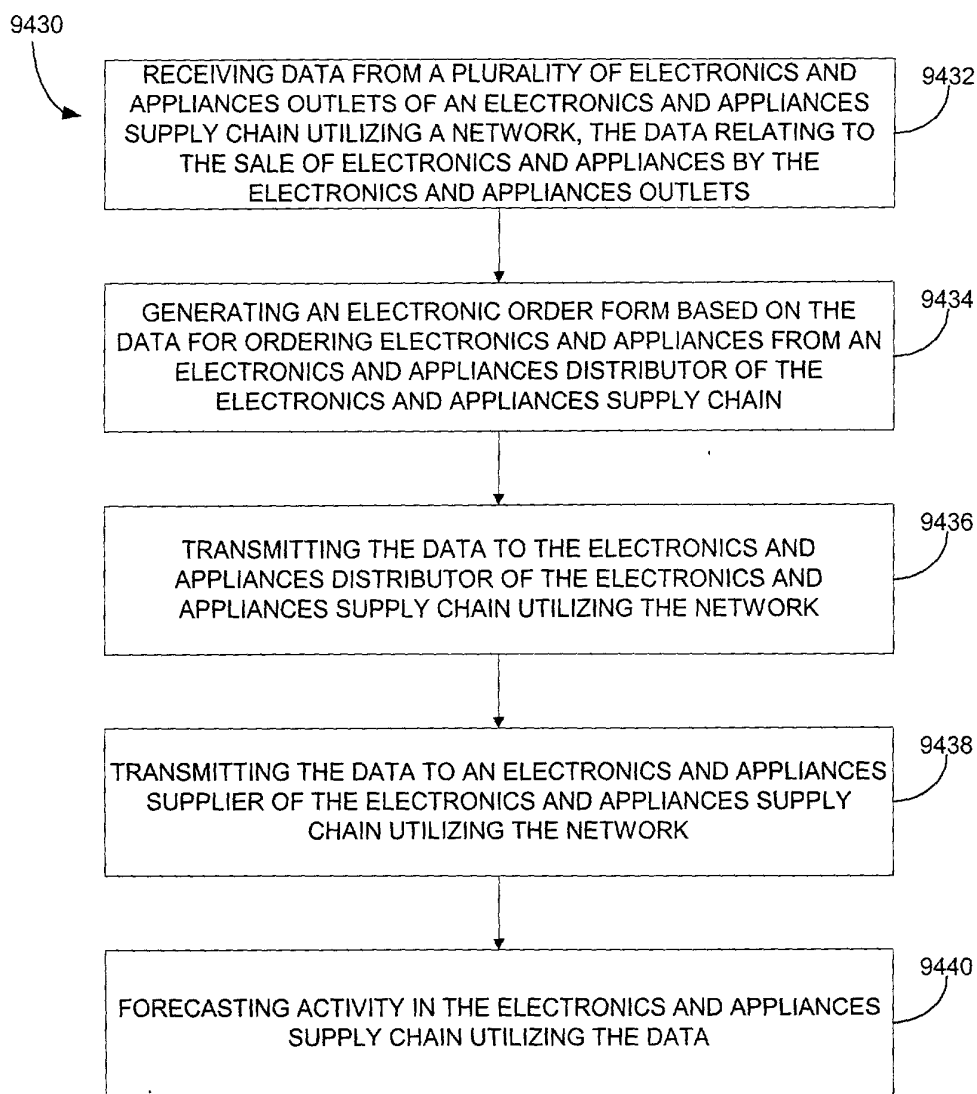 9430
RECEIVING DATA FROM A PLURALITY OF ELECTRONICS AND
APPLIANCES OUTLETS OF AN ELECTRONICS AND APPLIANCES
SUPPLY CHAIN UTILIZING A NETWORK, THE DATA RELATING TO
THE SALE OF ELECTRONICS AND APPLIANCES BY THE
ELECTRONICS AND APPLIANCES OUTLETS
9432
GENERATING AN ELECTRONIC ORDER FORM BASED ON THE
DATA FOR ORDERING ELECTRONICS AND APPLIANCES FROM AN
ELECTRONICS AND APPLIANCES DISTRIBUTOR OF THE
ELECTRONICS AND APPLIANCES SUPPLY CHAIN
9434
TRANSMITTING THE DATA TO THE ELECTRONICS AND
APPLIANCES DISTRIBUTOR OF THE ELECTRONICS AND
APPLIANCES SUPPLY CHAIN UTILIZING THE NETWORK
9436
TRANSMITTING THE DATA TO AN ELECTRONICS AND APPLIANCES
SUPPLIER OF THE ELECTRONICS AND APPLIANCES SUPPLY
CHAIN UTILIZING THE NETWORK
9438
FORECASTING ACTIVITY IN THE ELECTRONICS AND APPLIANCES
SUPPLY CHAIN UTILIZING THE DATA
9440